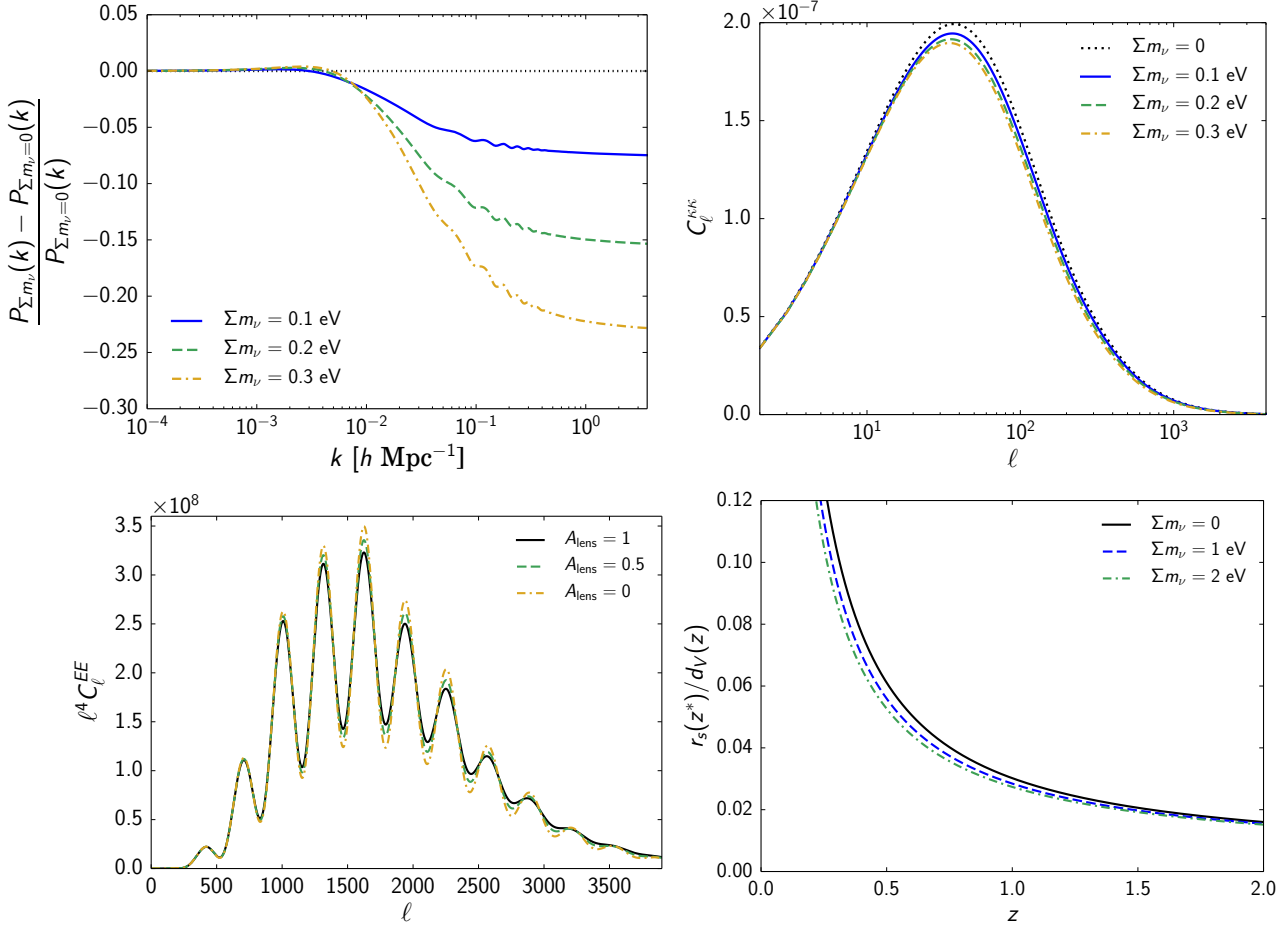 0.05
0.00
−0.05
−0.10
−0.15
−0.20
−0.25
−0.30
P_{Σm_ν}(k) − P_{Σm_ν=0}(k)
P_{Σm_ν=0}(k)
Σm_ν = 0.1 eV
Σm_ν = 0.2 eV
Σm_ν = 0.3 eV
10^{−4} 10^{−3} 10^{−2} 10^{−1} 10^0
k [h Mpc^{−1}]
×10^{−7}
2.0
1.5
1.0
0.5
0.0
C_ℓ^{κκ}
Σm_ν = 0
Σm_ν = 0.1 eV
Σm_ν = 0.2 eV
Σm_ν = 0.3 eV
10^1 10^2 10^3
ℓ
×10^8
3.5
3.0
2.5
2.0
1.5
1.0
0.5
0.0
ℓ^4 C_ℓ^{EE}
A_{lens} = 1
A_{lens} = 0.5
A_{lens} = 0
0 500 1000 1500 2000 2500 3000 3500
ℓ
0.12
0.10
0.08
0.06
0.04
0.02
0.00
r_s(z*)/dv(z)
Σm_ν = 0
Σm_ν = 1 eV
Σm_ν = 2 eV
0.0 0.5 1.0 1.5 2.0
z